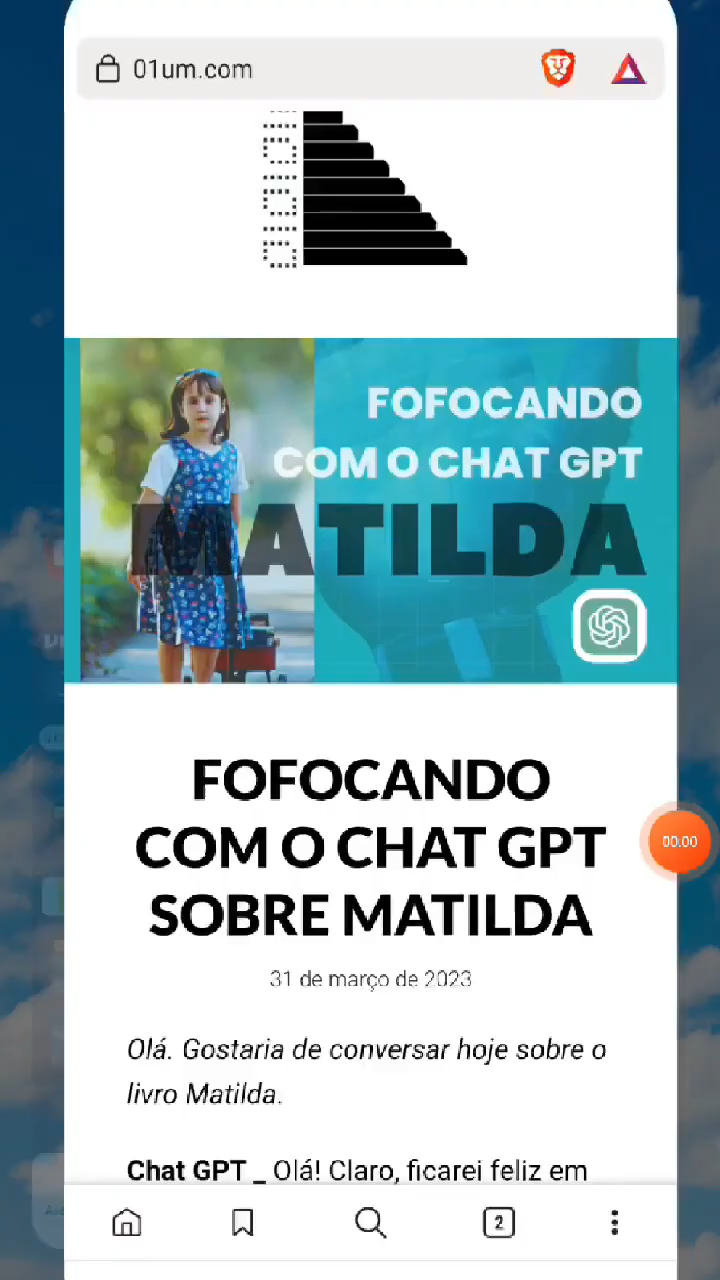 01um.com
FOFOCANDO
COM O CHAT GPT
MATILDA
FOFOCANDO
COM O CHAT GPT
SOBRE MATILDA
31 de março de 2023
00:00
Olá. Gostaria de conversar hoje sobre o
livro Matilda.
Chat GPT _ Olá! Claro, ficarei feliz em
2